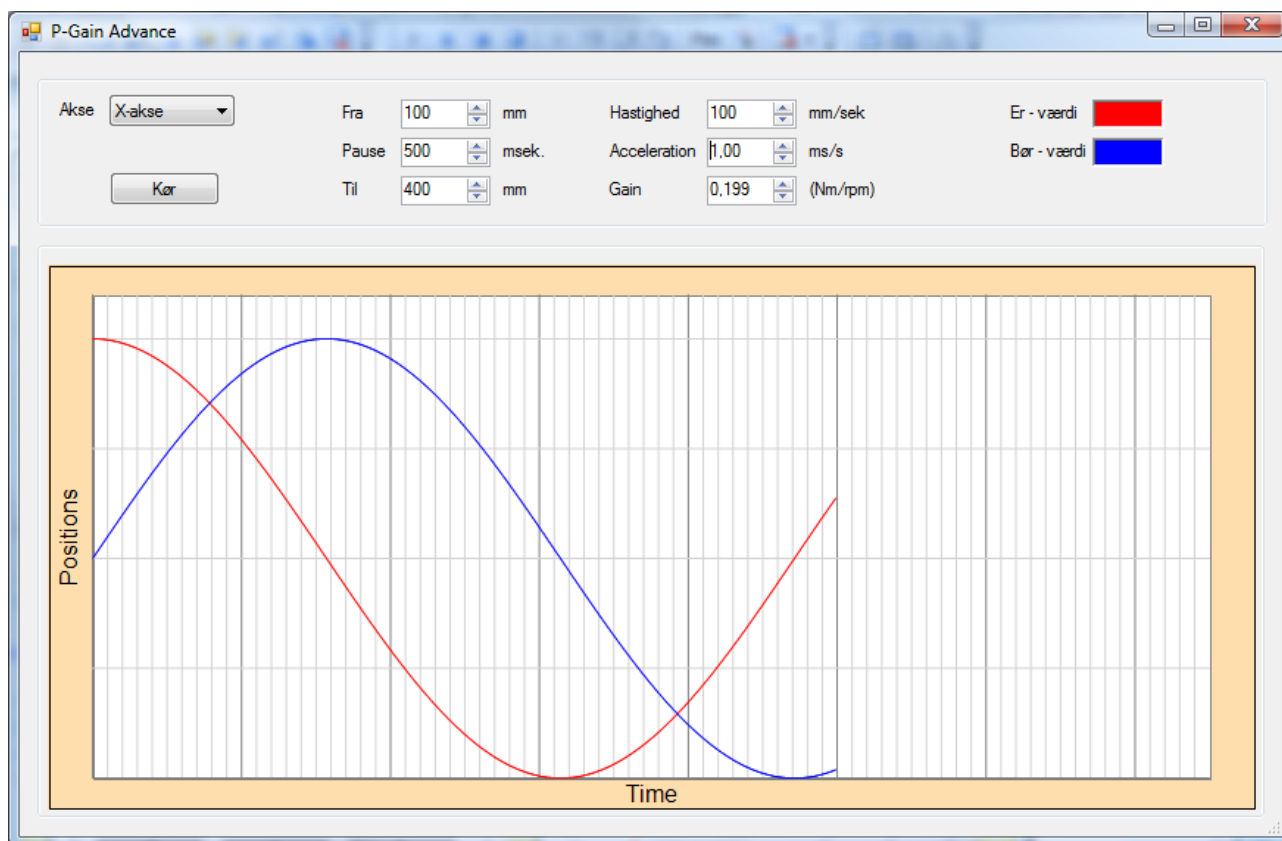 P-Gain Advance
Akse X-akse Fra 100 mm Hastighed 100 mm/sek Er - værdi
Pause 500 msek. Acceleration 1,00 ms/s Bør - værdi
Kør Til 400 mm Gain 0,199 (Nm/rpm)
Positions
Time